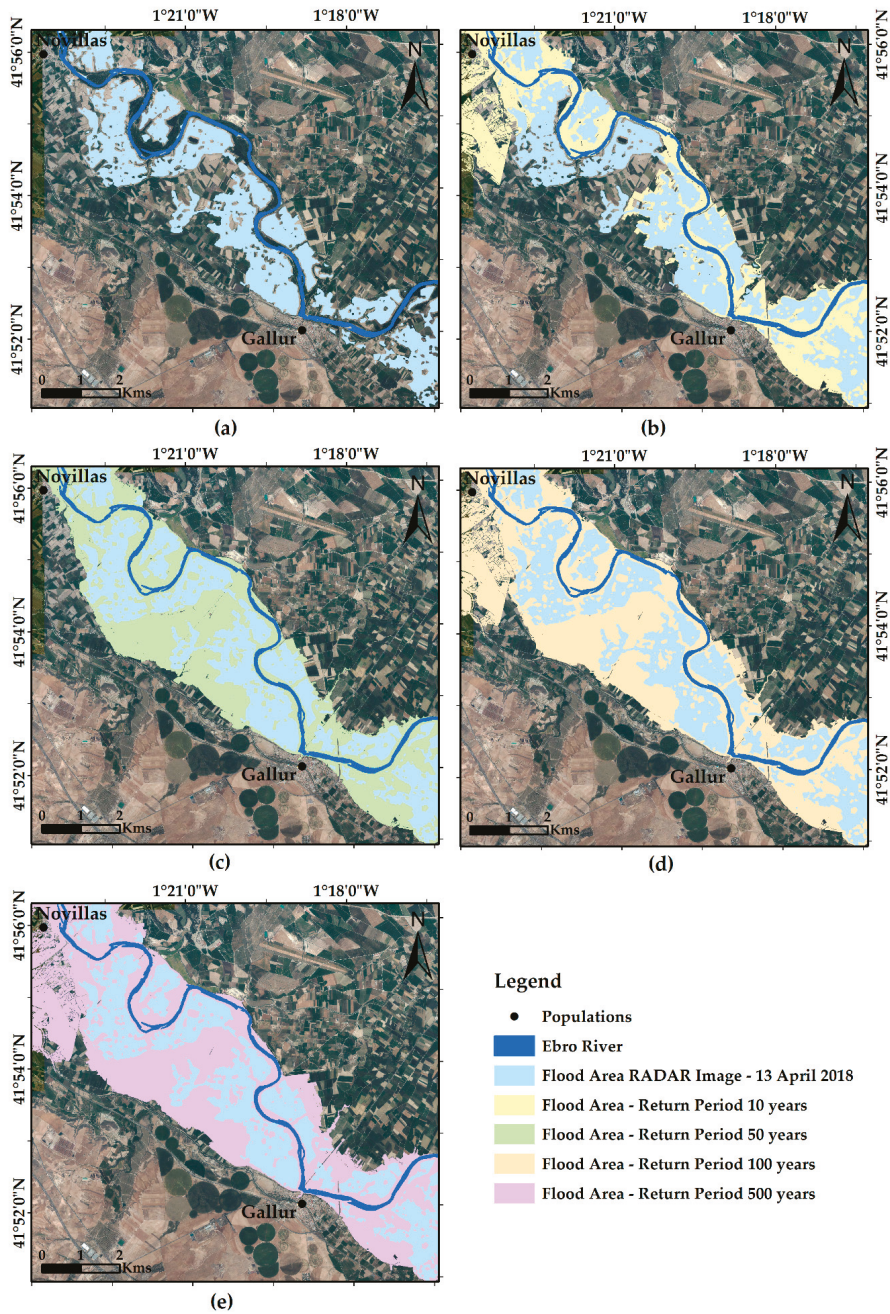 1°21'0"W 1°18'0"W
1°21'0"W 1°18'0"W
41°56'0"N
41°54'0"N
41°52'0"N
Novillas
N
Gallur
0 1 2
Kms
Novillas
N
Gallur
0 1 2
Kms
41°56'0"N
41°54'0"N
41°52'0"N
(a)
(b)
1°21'0"W 1°18'0"W
1°21'0"W 1°18'0"W
41°56'0"N
41°54'0"N
41°52'0"N
Novillas
N
Gallur
0 1 2
Kms
Novillas
N
Gallur
0 1 2
Kms
41°56'0"N
41°54'0"N
41°52'0"N
(c)
(d)
1°21'0"W 1°18'0"W
41°56'0"N
41°54'0"N
41°52'0"N
Novillas
N
Gallur
0 1 2
Kms
(e)
Legend
Populations
Ebro River
Flood Area RADAR Image - 13 April 2018
Flood Area - Return Period 10 years
Flood Area - Return Period 50 years
Flood Area - Return Period 100 years
Flood Area - Return Period 500 years